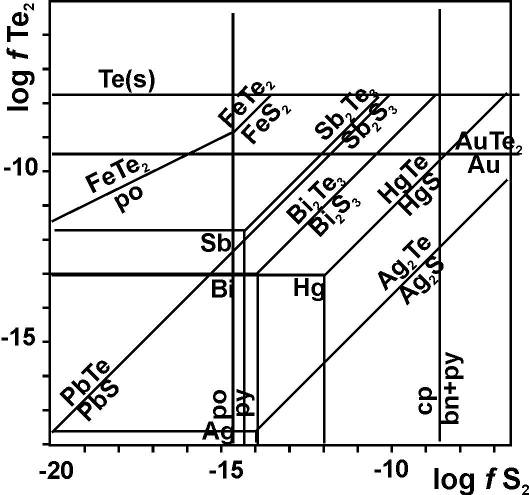 log f Te₂
Te(s)
FeTe₂
FeS₂
Sb₂Te₃
Sb₂S₃
AuTe₂
Au
-10
FeTe₂
po
HgTe
HgS
Bi₂Te₃
Bi₂S₃
Sb
Ag₂Te
Ag₂S
Bi
Hg
-15
PbTe
PbS
po
py
cp
bn+py
Ag
-20
-15
-10
log f S₂